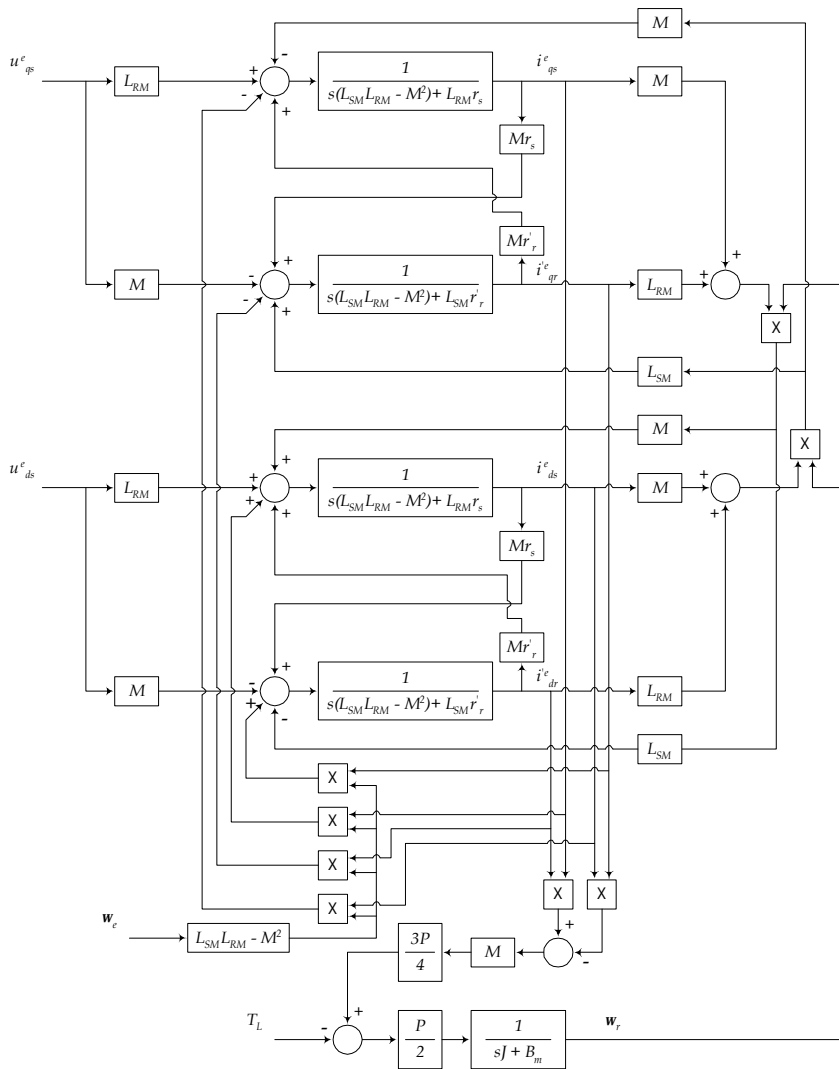 M
u^e_qs
L_RM
-
+
-
+
1
s(L_SM L_RM - M²) + L_RM r_s
i^e_qs
M
Mr_s
+
Mr'_r
+
M
-
-
+
1
s(L_SM L_RM - M²) + L_SM r'_r
i'^e_qr
L_RM
+
X
L_SM
M
X
u^e_ds
L_RM
+
+
+
+
1
s(L_SM L_RM - M²) + L_RM r_s
i^e_ds
M
+
+
Mr_s
+
Mr'_r
M
-
+
-
1
s(L_SM L_RM - M²) + L_SM r'_r
i'^e_dr
L_RM
L_SM
X
X
X
X
X
X
w_e
L_SM L_RM - M²
3P
4
M
+
-
+
T_L
-
P
2
1
sJ + B_m
w_r